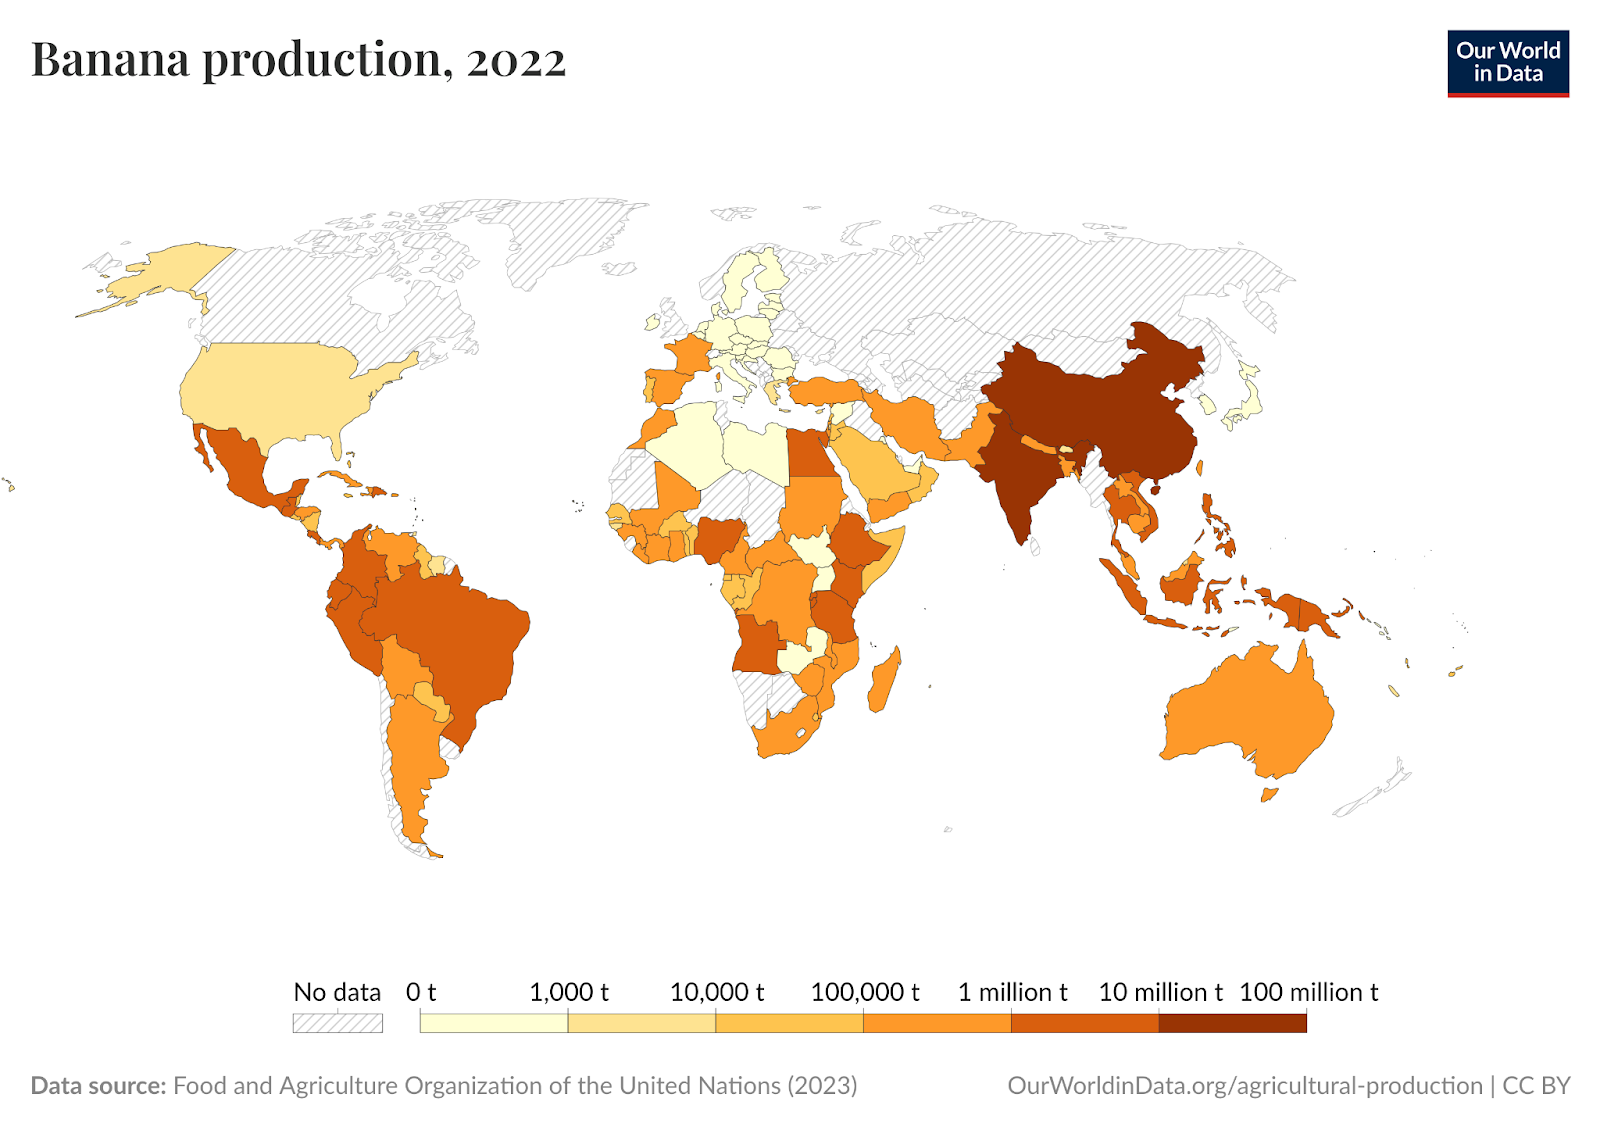 Banana production, 2022
Our World
in Data
No data 0 t 1,000 t 10,000 t 100,000 t 1 million t 10 million t 100 million t
Data source: Food and Agriculture Organization of the United Nations (2023)
OurWorldinData.org/agricultural-production | CC BY